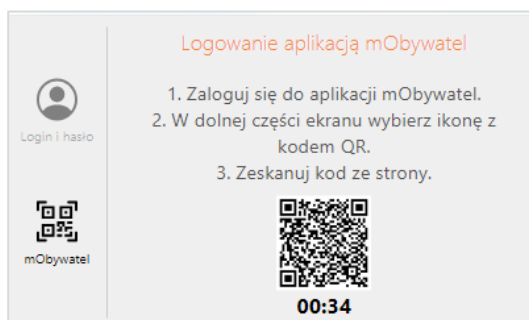 Logowanie aplikacją mObywatel
Login i hasło
mObywatel
1. Zaloguj się do aplikacji mObywatel.
2. W dolnej części ekranu wybierz ikonę z
kodem QR.
3. Zeskanuj kod ze strony.
00:34